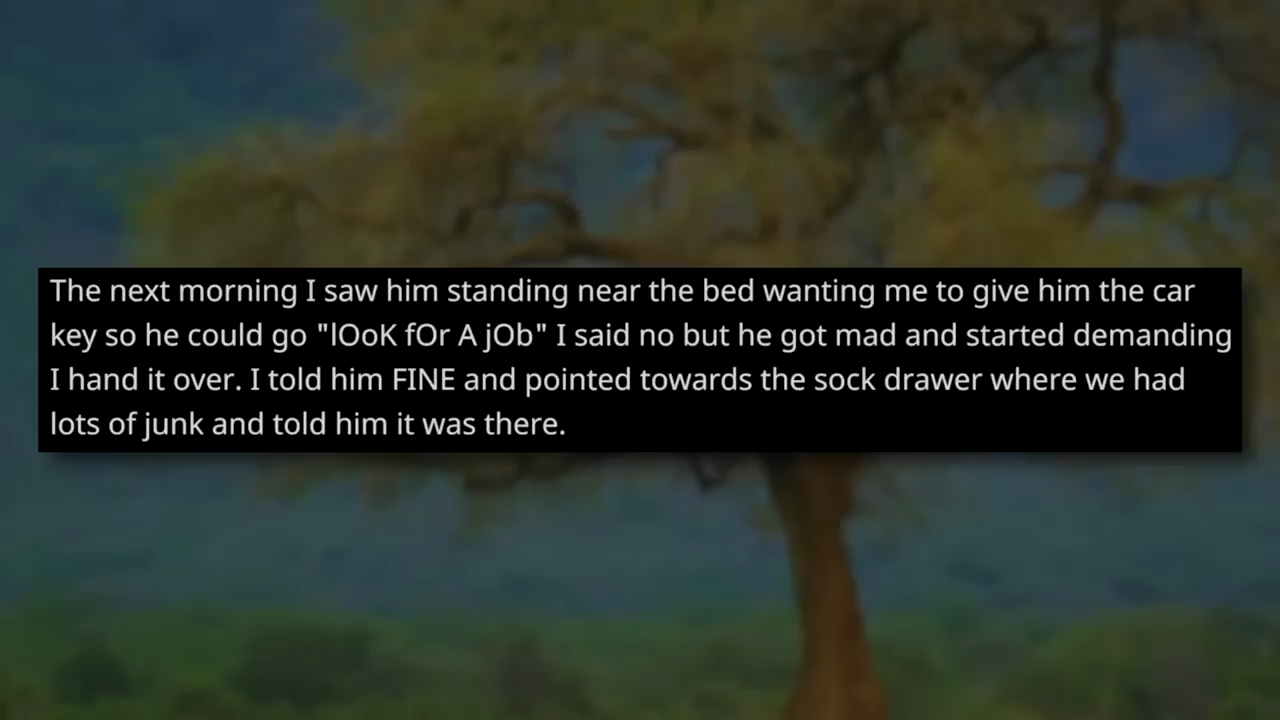 The next morning I saw him standing near the bed wanting me to give him the car
key so he could go "lOoK fOr A jOb" I said no but he got mad and started demanding
I hand it over. I told him FINE and pointed towards the sock drawer where we had
lots of junk and told him it was there.